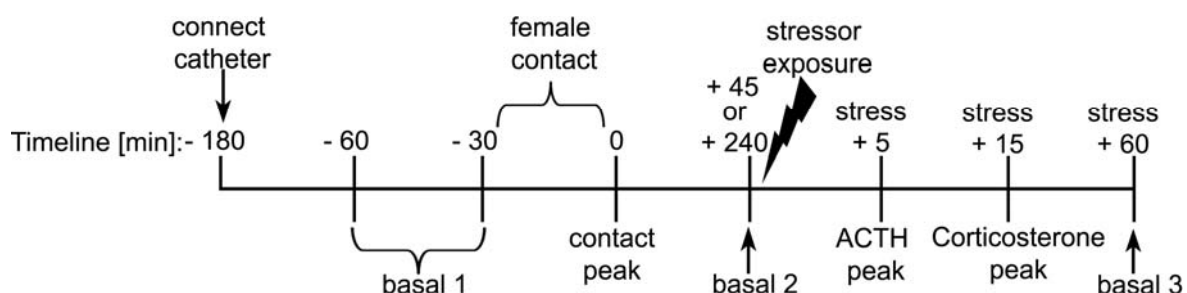 connect
catheter
female
contact
stressor
exposure
+ 45
or
+ 240
stress
+ 5
stress
+ 15
stress
+ 60
Timeline [min]:- 180
- 60
- 30
0
basal 1
contact
peak
basal 2
ACTH
peak
Corticosterone
peak
basal 3